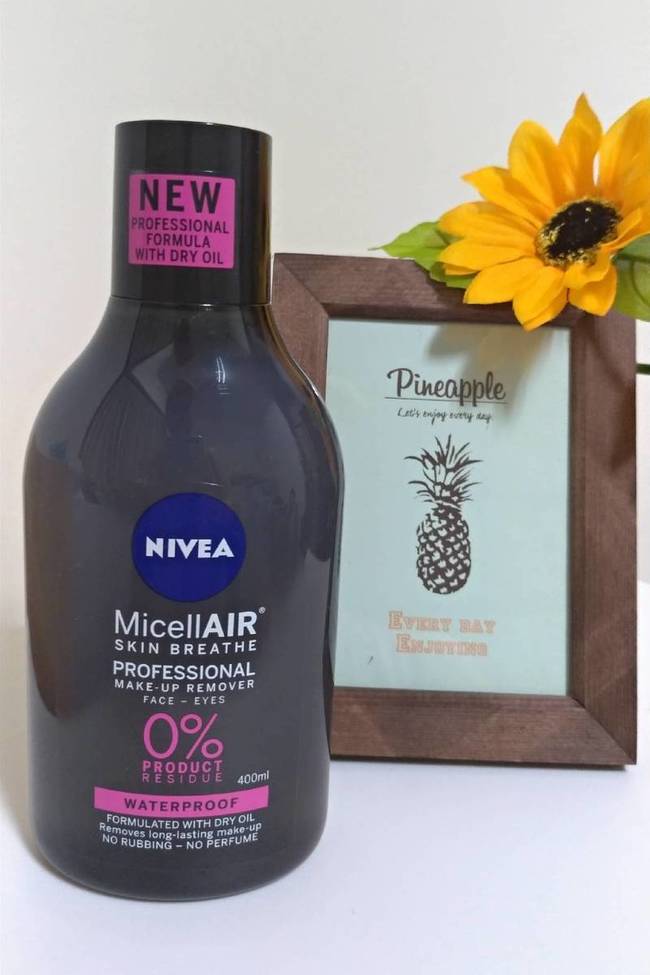 NEW
PROFESSIONAL
FORMULA
WITH DRY OIL
NIVEA
MicellAIR®
SKIN BREATHE
PROFESSIONAL
MAKE-UP REMOVER
FACE – EYES
0%
PRODUCT
RESIDUE
400ml
WATERPROOF
FORMULATED WITH DRY OIL
Removes long-lasting make-up
NO RUBBING – NO PERFUME
Pineapple
Let's enjoy every day.
EVERY DAY
ENJOYING